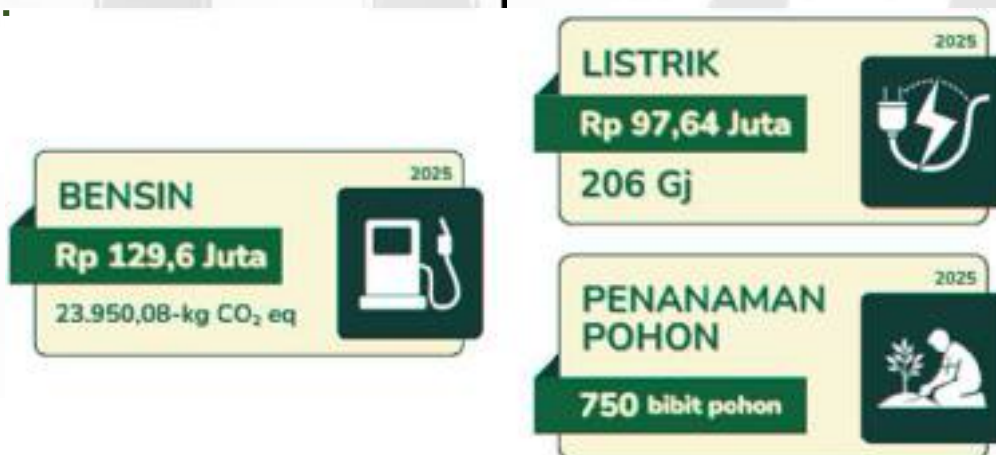 BENSIN
2025
Rp 129,6 Juta
23.950,08-kg CO₂ eq
LISTRIK
2025
Rp 97,64 Juta
206 Gj
PENANAMAN
POHON
2025
750 bibit pohon